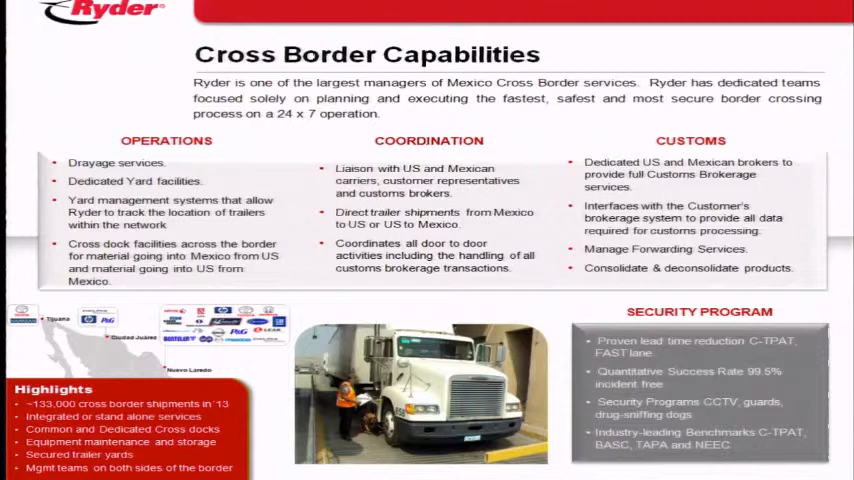 Ryder
Cross Border Capabilities
Ryder is one of the largest managers of Mexico Cross Border services. Ryder has dedicated teams
focused solely on planning and executing the fastest, safest and most secure border crossing
process on a 24 x 7 operation.
OPERATIONS
• Drayage services.
• Dedicated Yard facilities.
• Yard management systems that allow
Ryder to track the location of trailers
within the network
• Cross dock facilities across the border
for material going into Mexico from US
and material going into US from
Mexico.
COORDINATION
• Liaison with US and Mexican
carriers, customer representatives
and customs brokers.
• Direct trailer shipments from Mexico
to US or US to Mexico.
• Coordinates all door to door
activities including the handling of all
customs brokerage transactions.
CUSTOMS
• Dedicated US and Mexican brokers to
provide full Customs Brokerage
services.
• Interfaces with the Customer's
brokerage system to provide all data
required for customs processing.
• Manage Forwarding Services.
• Consolidate & deconsolidate products.
Tijuana
hp P&G
Ciudad Juárez
hp
P&G LEAR
BENTELER
Nuevo Laredo
Highlights
• ~133,000 cross border shipments in '13
• Integrated or stand alone services
• Common and Dedicated Cross docks
• Equipment maintenance and storage
• Secured trailer yards
• Mgmt teams on both sides of the border
SECURITY PROGRAM
• Proven lead time reduction C-TPAT,
FAST lane
• Quantitative Success Rate 99.5%
incident free
• Security Programs CCTV, guards,
drug-sniffing dogs
• Industry-leading Benchmarks C-TPAT,
BASC, TAPA and NEEC